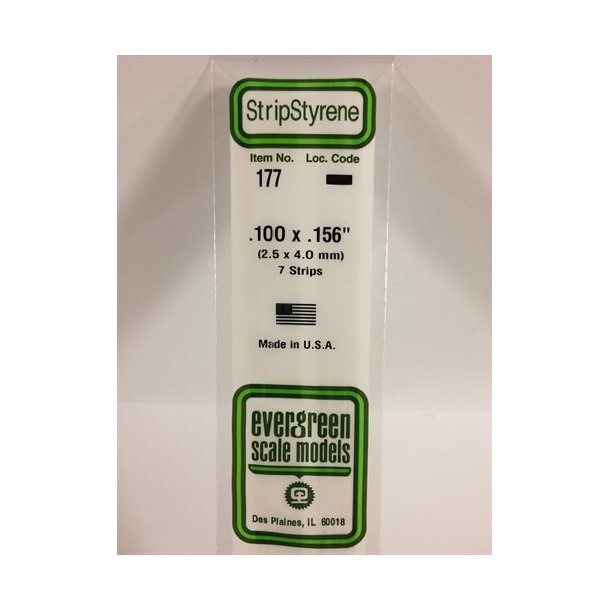 StripStyrene
Item No. Loc. Code
177
.100 x .156"
(2.5 x 4.0 mm)
7 Strips
Made in U.S.A.
evergreen
scale models
Des Plaines, IL 60018